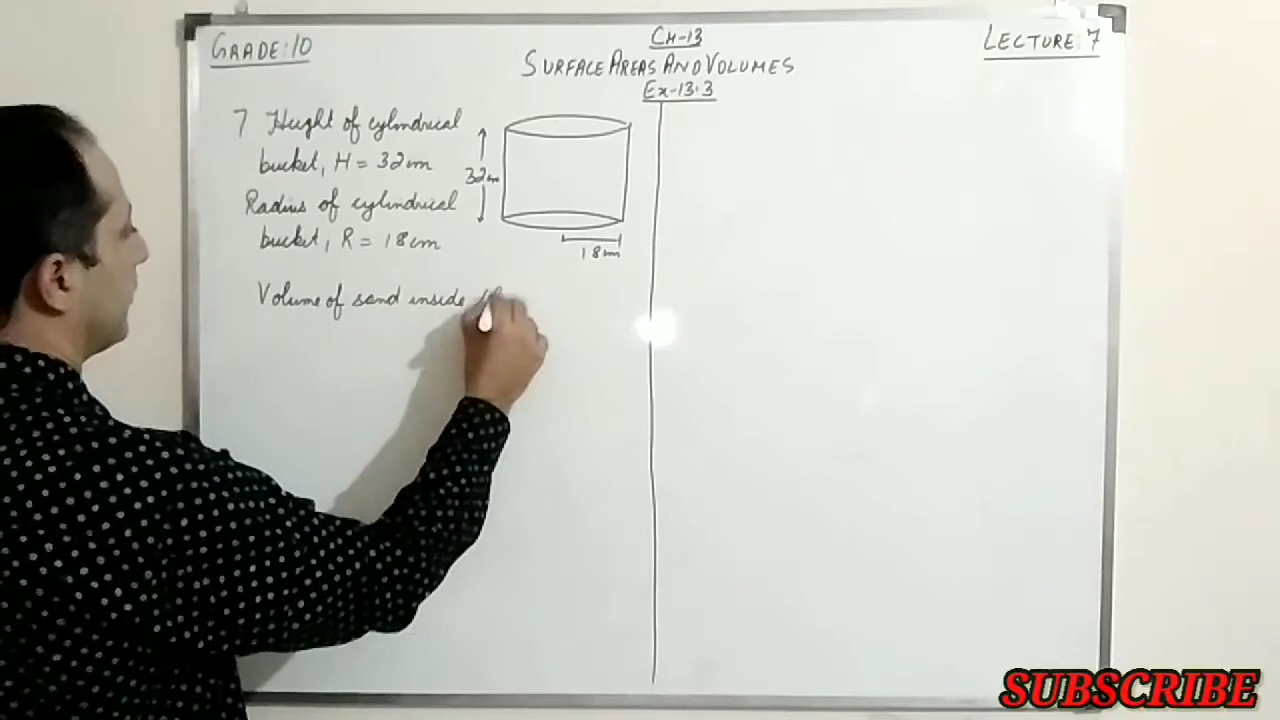 GRADE:10
CH-13
LECTURE: 7
SURFACE AREAS AND VOLUMES
Ex-13.3
7 Height of cylindrical
bucket, H = 32cm
Radius of cylindrical
bucket, R = 18cm
32cm
18cm
Volume of sand inside
SUBSCRIBE